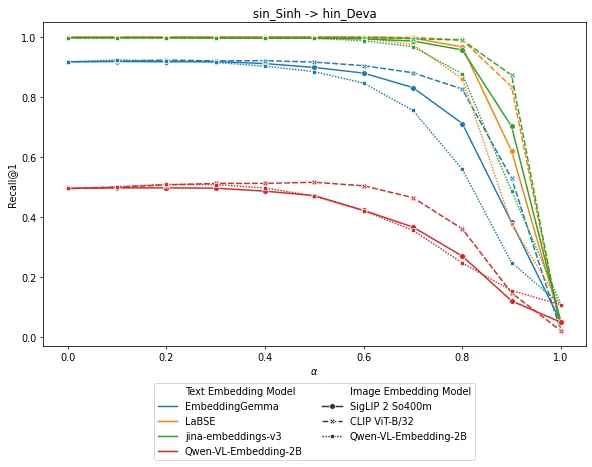 sin_Sinh -> hin_Deva
1.0
0.8
0.6
0.4
0.2
0.0
Recall@1
0.0 0.2 0.4 0.6 0.8 1.0
α
Text Embedding Model
EmbeddingGemma
LaBSE
jina-embeddings-v3
Qwen-VL-Embedding-2B
Image Embedding Model
SigLIP 2 So400m
CLIP ViT-B/32
Qwen-VL-Embedding-2B